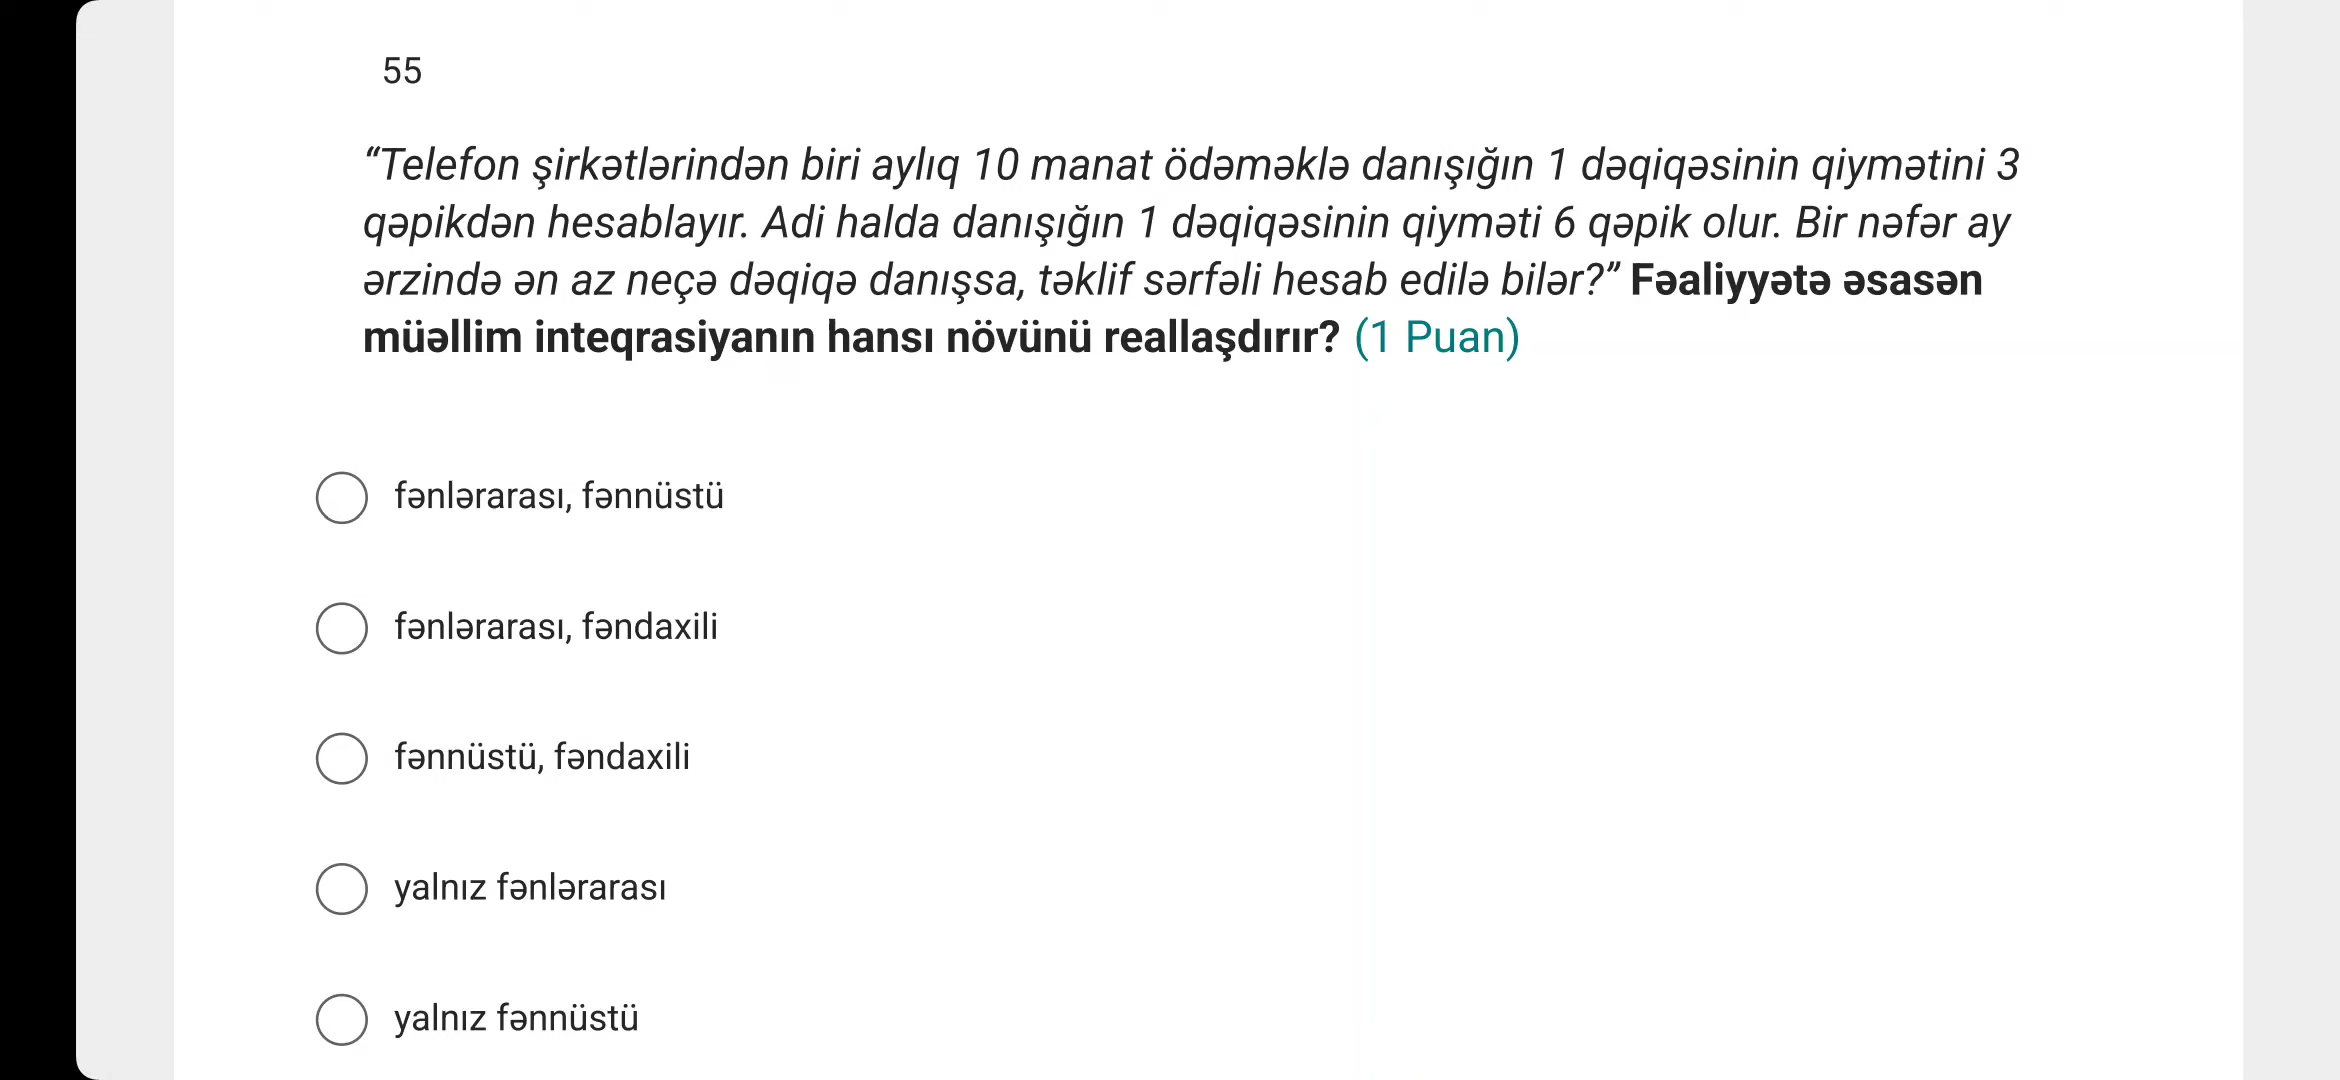 55
“Telefon şirkətlərindən biri aylıq 10 manat ödəməklə danışığın 1 dəqiqəsinin qiymətini 3
qəpikdən hesablayır. Adi halda danışığın 1 dəqiqəsinin qiyməti 6 qəpik olur. Bir nəfər ay
ərzində ən az neçə dəqiqə danışsa, təklif sərfəli hesab edilə bilər?” Fəaliyyətə əsasən
müəllim inteqrasiyanın hansı növünü reallaşdırır? (1 Puan)
fənlərarası, fənnüstü
fənlərarası, fəndaxili
fənnüstü, fəndaxili
yalnız fənlərarası
yalnız fənnüstü